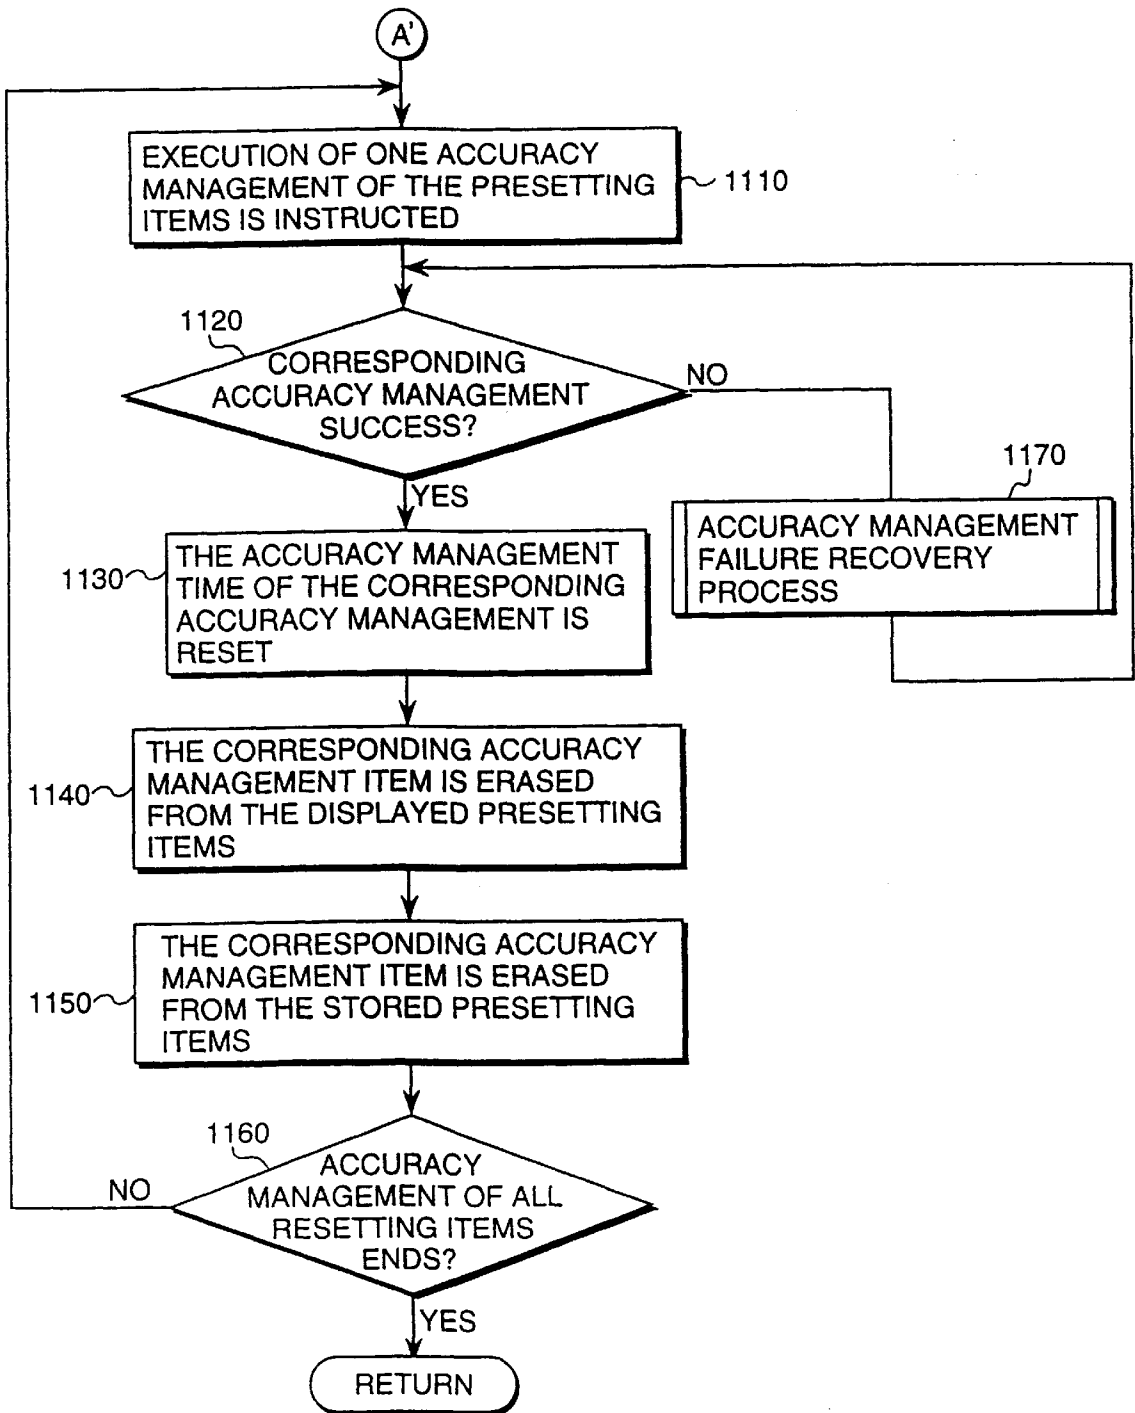 A'
EXECUTION OF ONE ACCURACY
MANAGEMENT OF THE PRESETTING
ITEMS IS INSTRUCTED
1110
1120
CORRESPONDING
ACCURACY MANAGEMENT
SUCCESS?
NO
YES
1170
ACCURACY MANAGEMENT
FAILURE RECOVERY
PROCESS
1130
THE ACCURACY MANAGEMENT
TIME OF THE CORRESPONDING
ACCURACY MANAGEMENT IS
RESET
1140
THE CORRESPONDING ACCURACY
MANAGEMENT ITEM IS ERASED
FROM THE DISPLAYED PRESETTING
ITEMS
1150
THE CORRESPONDING ACCURACY
MANAGEMENT ITEM IS ERASED
FROM THE STORED PRESETTING
ITEMS
1160
ACCURACY
MANAGEMENT OF ALL
RESETTING ITEMS
ENDS?
NO
YES
RETURN